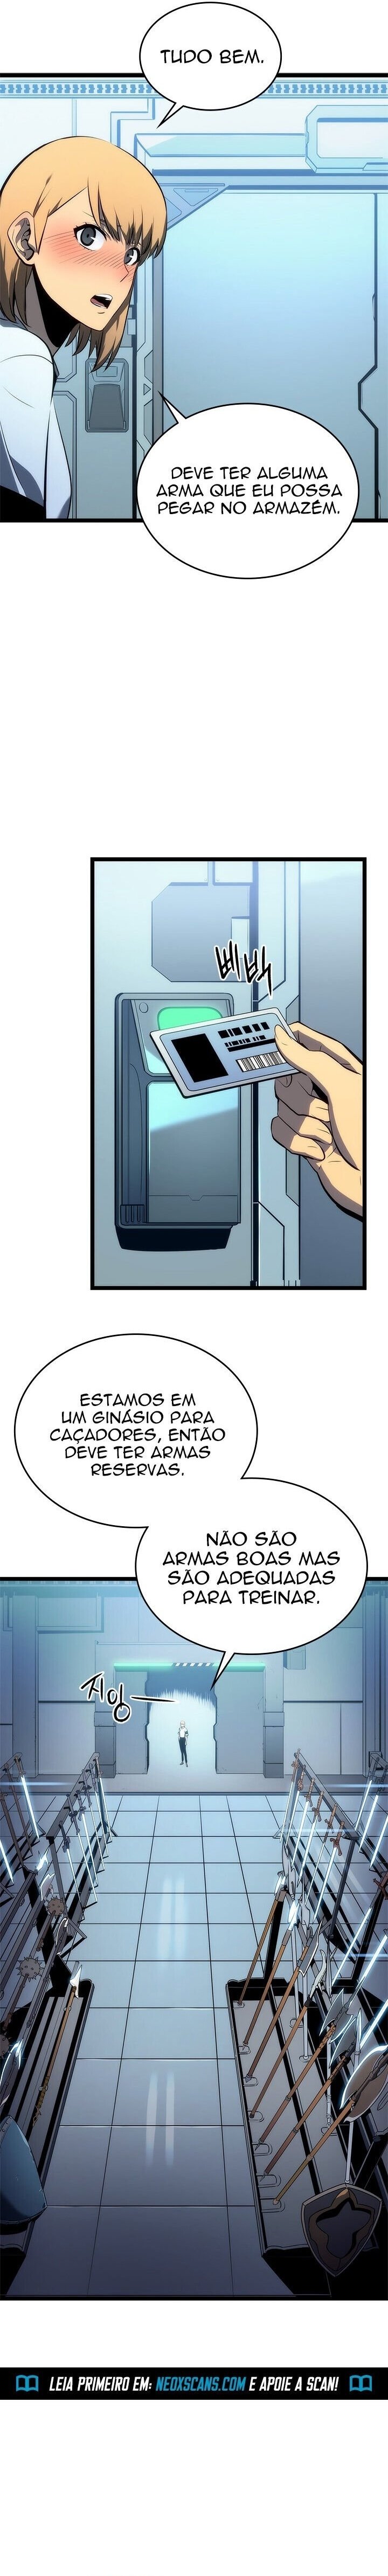 TUDO BEM.
DEVE TER ALGUMA
ARMA QUE EU POSSA
PEGAR NO ARMAZÉM.
삐빅
ESTAMOS EM
UM GINÁSIO PARA
CAÇADORES, ENTÃO
DEVE TER ARMAS
RESERVAS.
NÃO SÃO
ARMAS BOAS MAS
SÃO ADEQUADAS
PARA TREINAR.
지잉
LEIA PRIMEIRO EM: NEOXSCANS.COM E APOIE A SCAN!